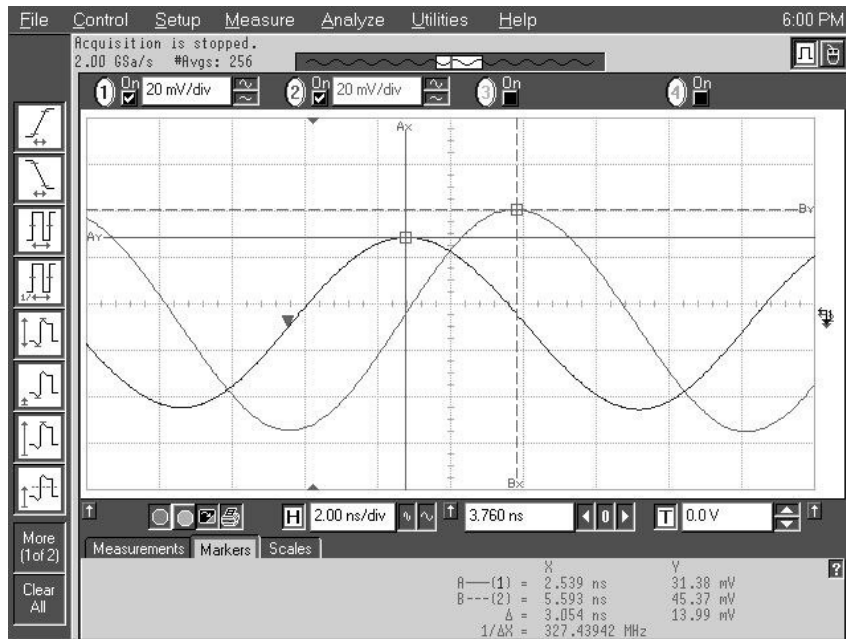 File Control Setup Measure Analyze Utilities Help 6:00 PM
Acquisition is stopped.
2.00 GSa/s #Avgs: 256
1 On 20 mV/div 2 On 20 mV/div 3 On 4 On
Ax
By
Ay
Bx
More
(1of 2)
Clear
All
H 2.00 ns/div 3.760 ns 0 T 0.0 V
Measurements Markers Scales
X Y
A——(1) = 2.539 ns 31.38 mV
B---(2) = 5.593 ns 45.37 mV
Δ = 3.054 ns 13.99 mV
1/ΔX = 327.43942 MHz
?